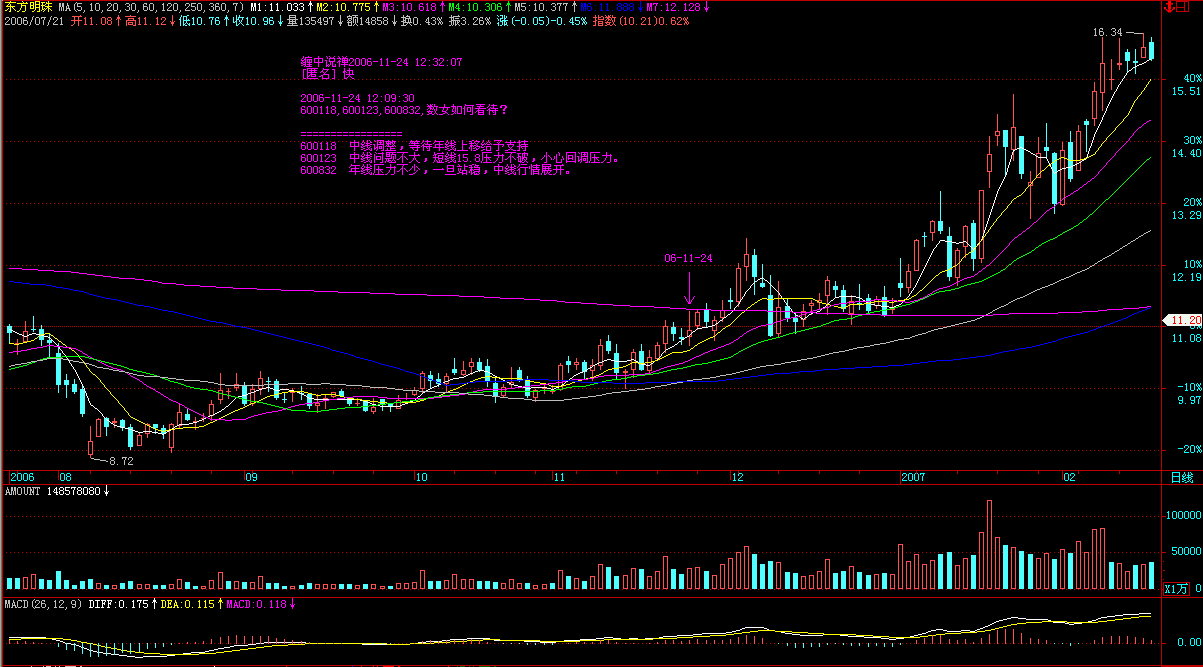 东方明珠 MA(5,10,20,30,60,120,250,360,7) M1:11.033↑M2:10.775↑M3:10.618↓M4:10.306↑M5:10.377↑M6:11.888↓M7:12.128↓
2006/07/21 开11.08↑高11.12↓低10.76↑收10.96↓量135497↓额14858↓换0.43% 振3.26% 涨(-0.05)-0.45% 指数(10.21)0.62%
16.34
缠中说禅2006-11-24 12:32:07
[匿名] 快
40%
15.51
2006-11-24 12:09:30
600118,600123,600832,数女如何看待?
=================
600118 中线调整，等待年线上移给予支持
600123 中线问题不大，短线15.8压力不破，小心回调压力。
600832 年线压力不少，一旦站稳，中线行情展开。
30%
14.40
20%
13.29
06-11-24
10%
12.19
11.20
11.08
-10%
9.97
-20%
8.72
2006 08 09 10 11 12 2007 02 日线
AMOUNT 148578080↓
100000
50000
X1万 0
MACD(26,12,9) DIFF:0.175↑DEA:0.115↑MACD:0.118↓
0.00